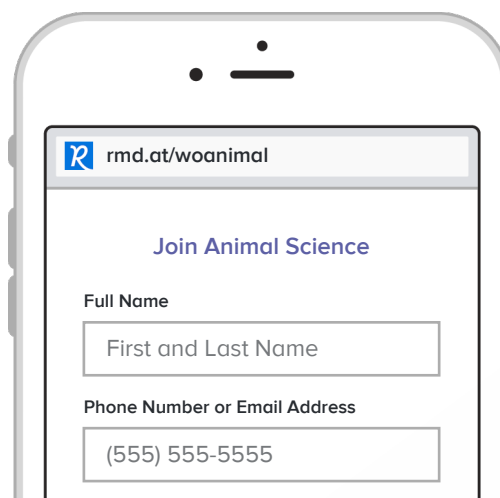 rmd.at/woanimal
Join Animal Science
Full Name
First and Last Name
Phone Number or Email Address
(555) 555-5555